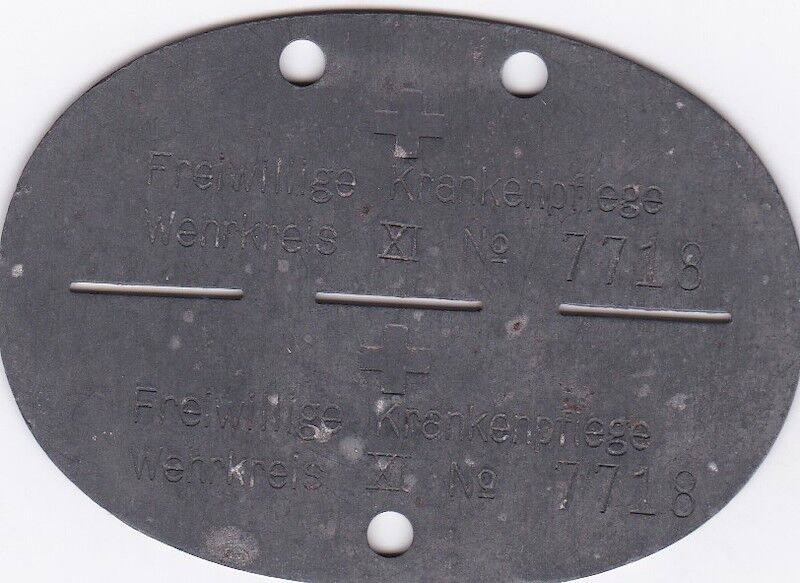 Freiwillige Krankenpflege
Wehrkreis XI № 7718
Freiwillige Krankenpflege
Wehrkreis XI № 7718